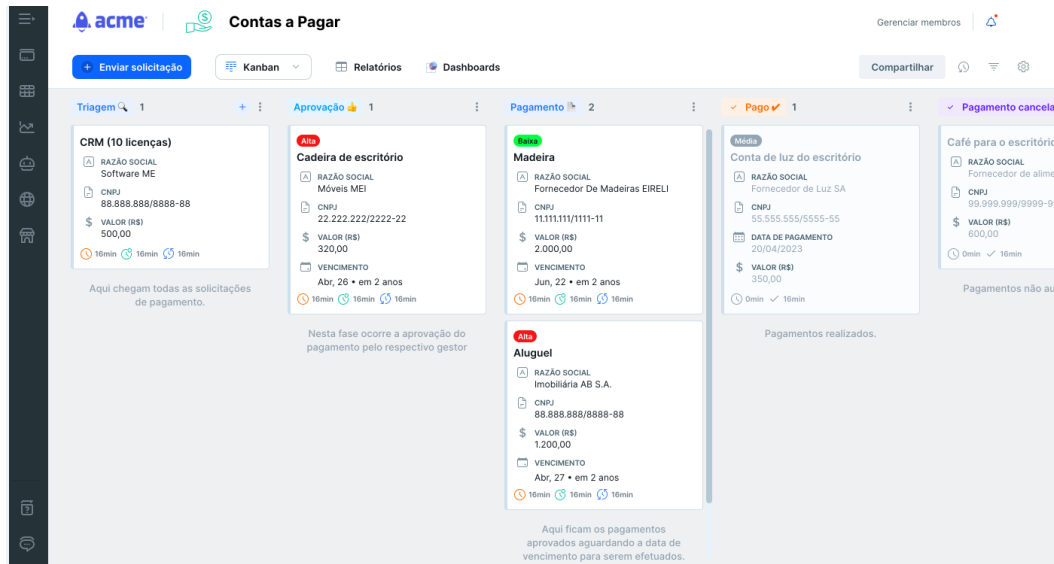 acme
Contas a Pagar
Gerenciar membros
Enviar solicitação
Kanban
Relatórios
Dashboards
Compartilhar
Triagem 1
CRM (10 licenças)
RAZÃO SOCIAL
Software ME
CNPJ
88.888.888/8888-88
VALOR (R$)
500,00
16min 16min 16min
Aqui chegam todas as solicitações
de pagamento.
Aprovação 1
Alta
Cadeira de escritório
RAZÃO SOCIAL
Móveis MEI
CNPJ
22.222.222/2222-22
VALOR (R$)
320,00
VENCIMENTO
Abr, 26 • em 2 anos
16min 16min 16min
Nesta fase ocorre a aprovação do
pagamento pelo respectivo gestor
Pagamento 2
Baixa
Madeira
RAZÃO SOCIAL
Fornecedor De Madeiras EIRELI
CNPJ
11.111.111/1111-11
VALOR (R$)
2.000,00
VENCIMENTO
Jun, 22 • em 2 anos
16min 16min 16min
Alta
Aluguel
RAZÃO SOCIAL
Imobiliária AB S.A.
CNPJ
88.888.888/8888-88
VALOR (R$)
1.200,00
VENCIMENTO
Abr, 27 • em 2 anos
16min 16min 16min
Aqui ficam os pagamentos
aprovados aguardando a data de
vencimento para serem efetuados.
Pago 1
Média
Conta de luz do escritório
RAZÃO SOCIAL
Fornecedor de Luz SA
CNPJ
55.555.555/5555-55
DATA DE PAGAMENTO
20/04/2023
VALOR (R$)
350,00
0min 16min
Pagamentos realizados.
Pagamento cancela
Café para o escritório
RAZÃO SOCIAL
Fornecedor de alime
CNPJ
99.999.999/9999-9
VALOR (R$)
600,00
0min 16min
Pagamentos não au